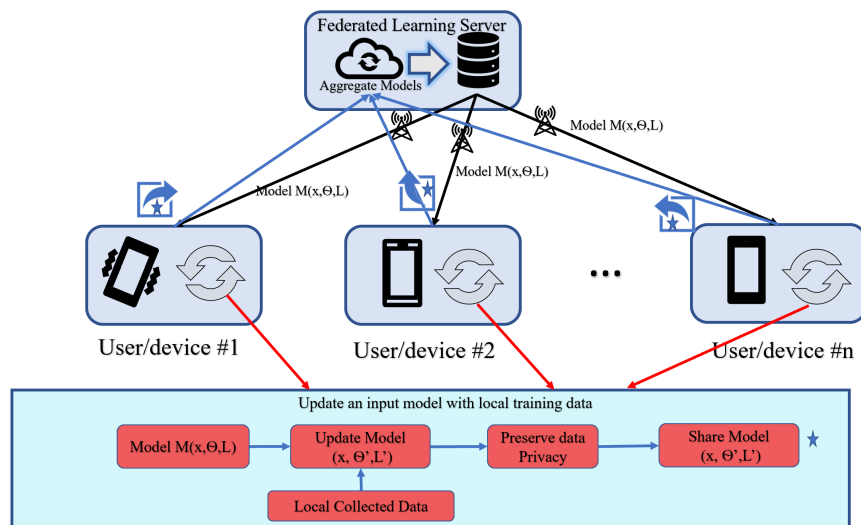 Federated Learning Server
Aggregate Models
Model M(x,Θ,L)
Model M(x,Θ,L)
Model M(x,Θ,L)
...
User/device #1
User/device #2
User/device #n
Update an input model with local training data
Model M(x,Θ,L)
Update Model
(x, Θ’,L’)
Preserve data
Privacy
Share Model
(x, Θ’,L’)
Local Collected Data